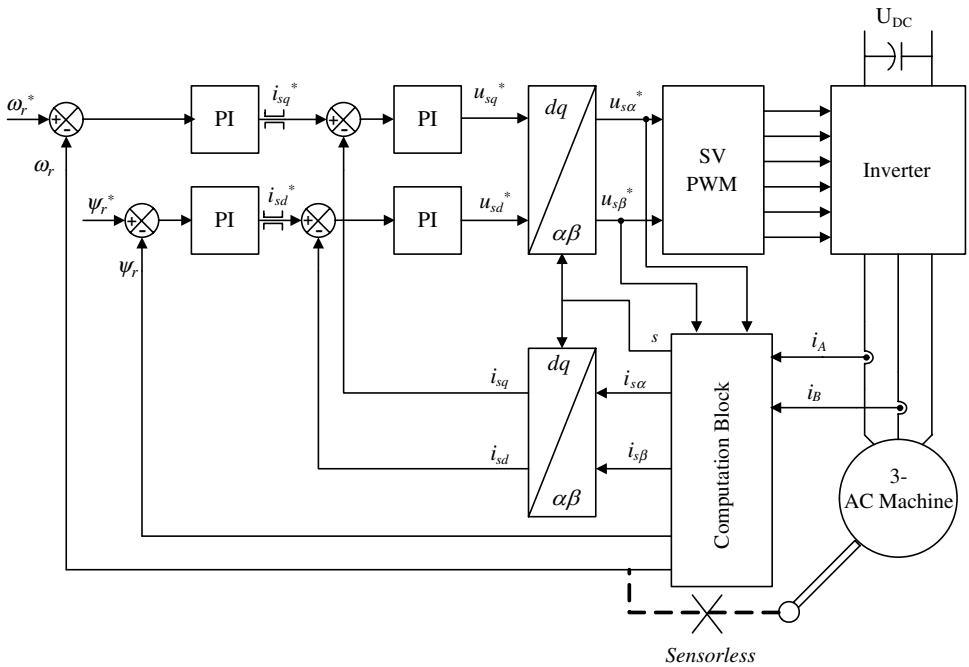 U_DC
ω_r*
+
-
PI
i_sq*
+
-
PI
u_sq*
dq
αβ
u_sα*
SV
PWM
Inverter
ω_r
ψ_r*
+
-
PI
i_sd*
+
-
PI
u_sd*
u_sβ*
ψ_r
s
i_A
dq
αβ
i_sq
i_sα
i_B
Computation Block
i_sd
i_sβ
3-
AC Machine
Sensorless